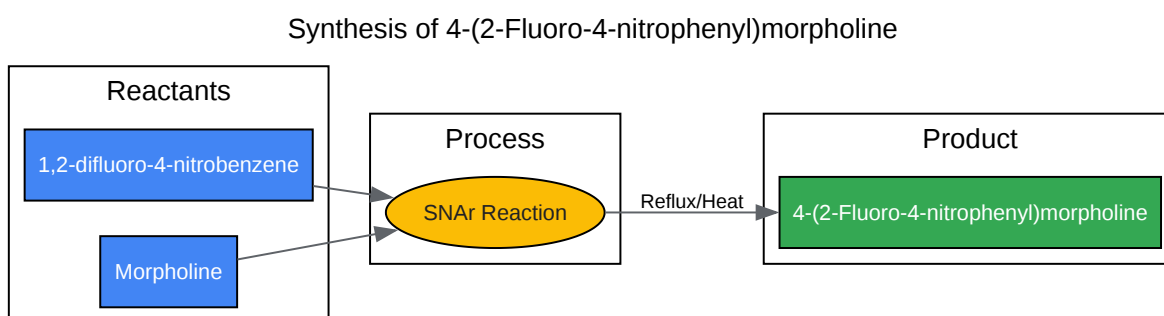 Synthesis of 4-(2-Fluoro-4-nitrophenyl)morpholine
Reactants
1,2-difluoro-4-nitrobenzene
Morpholine
Process
SNAr Reaction
Reflux/Heat
Product
4-(2-Fluoro-4-nitrophenyl)morpholine